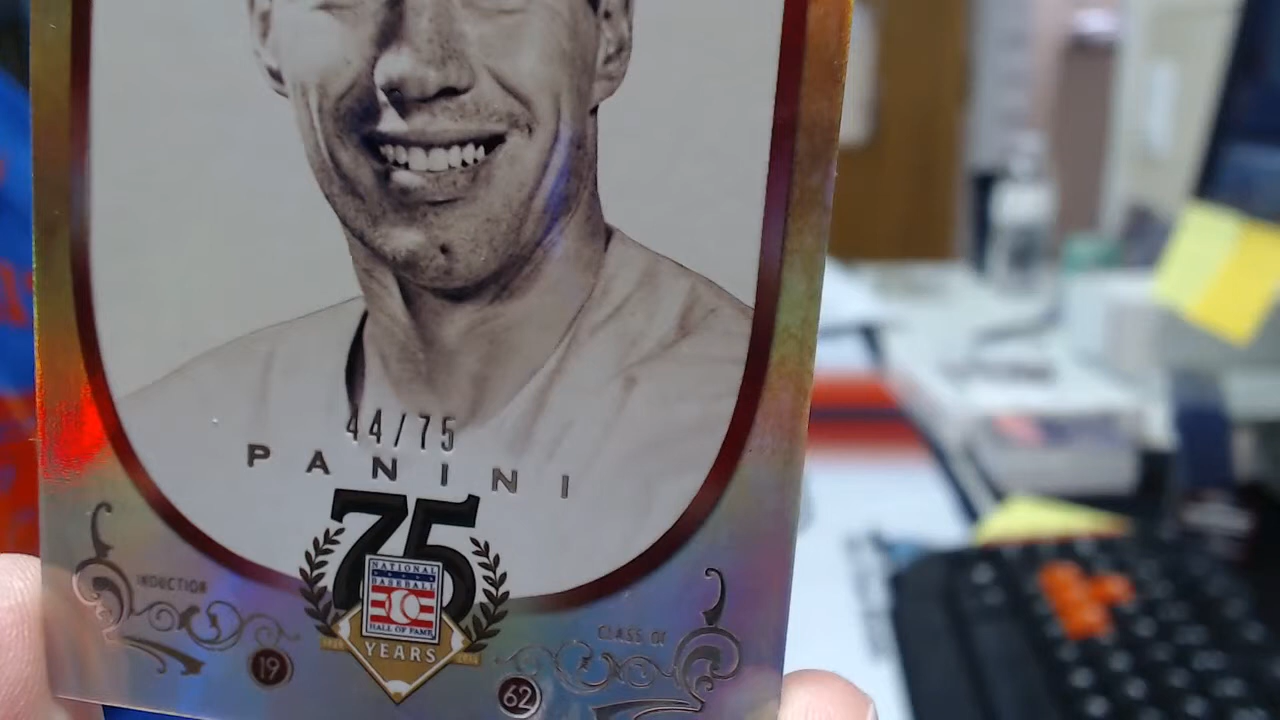 44/75
PANINI
75
NATIONAL
BASEBALL
HALL OF FAME
YEARS
INDUCTION
19
CLASS OF
62